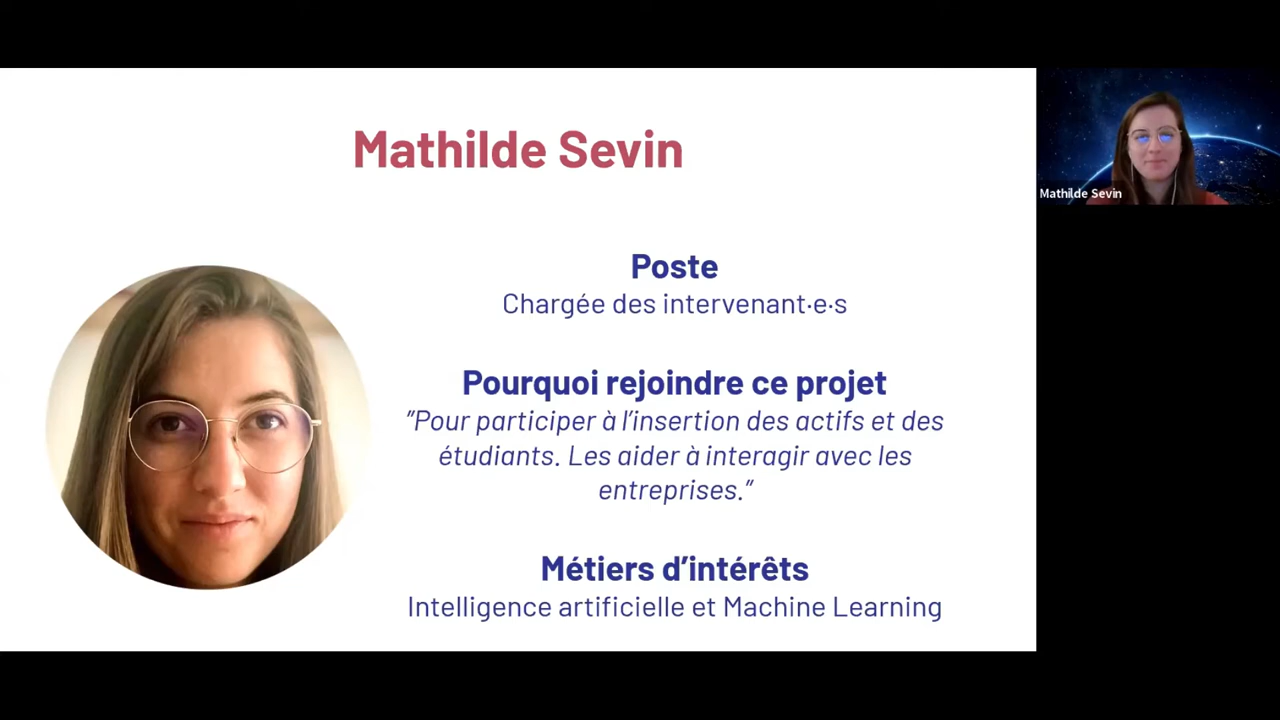 Mathilde Sevin
Poste
Chargée des intervenant·e·s
Pourquoi rejoindre ce projet
"Pour participer à l'insertion des actifs et des
étudiants. Les aider à interagir avec les
entreprises."
Métiers d'intérêts
Intelligence artificielle et Machine Learning
Mathilde Sevin